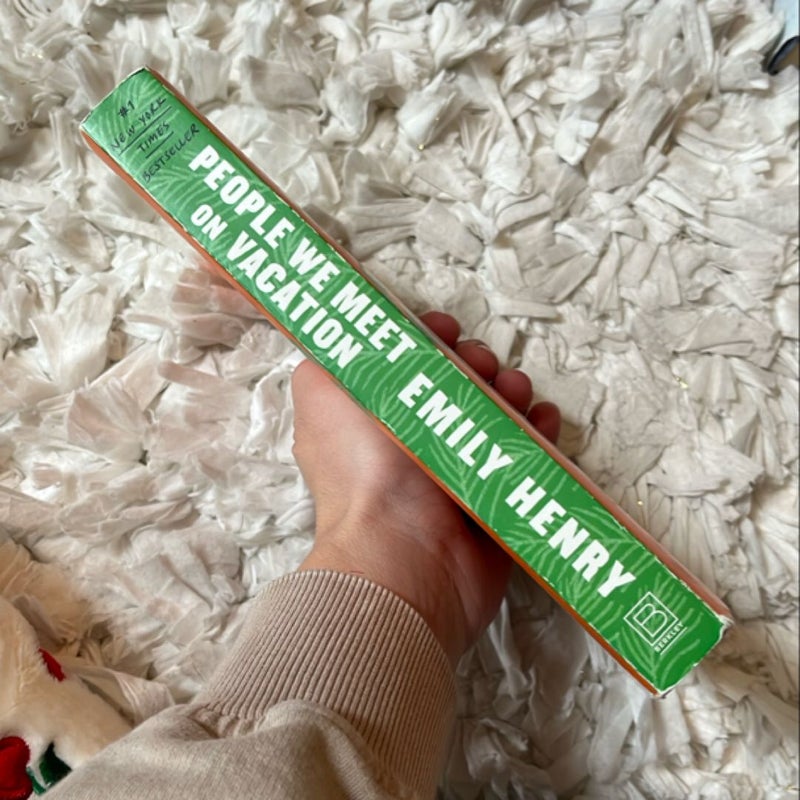 #1
NEW YORK
TIMES
BESTSELLER
PEOPLE WE MEET
ON VACATION
EMILY HENRY
B
BERKLEY